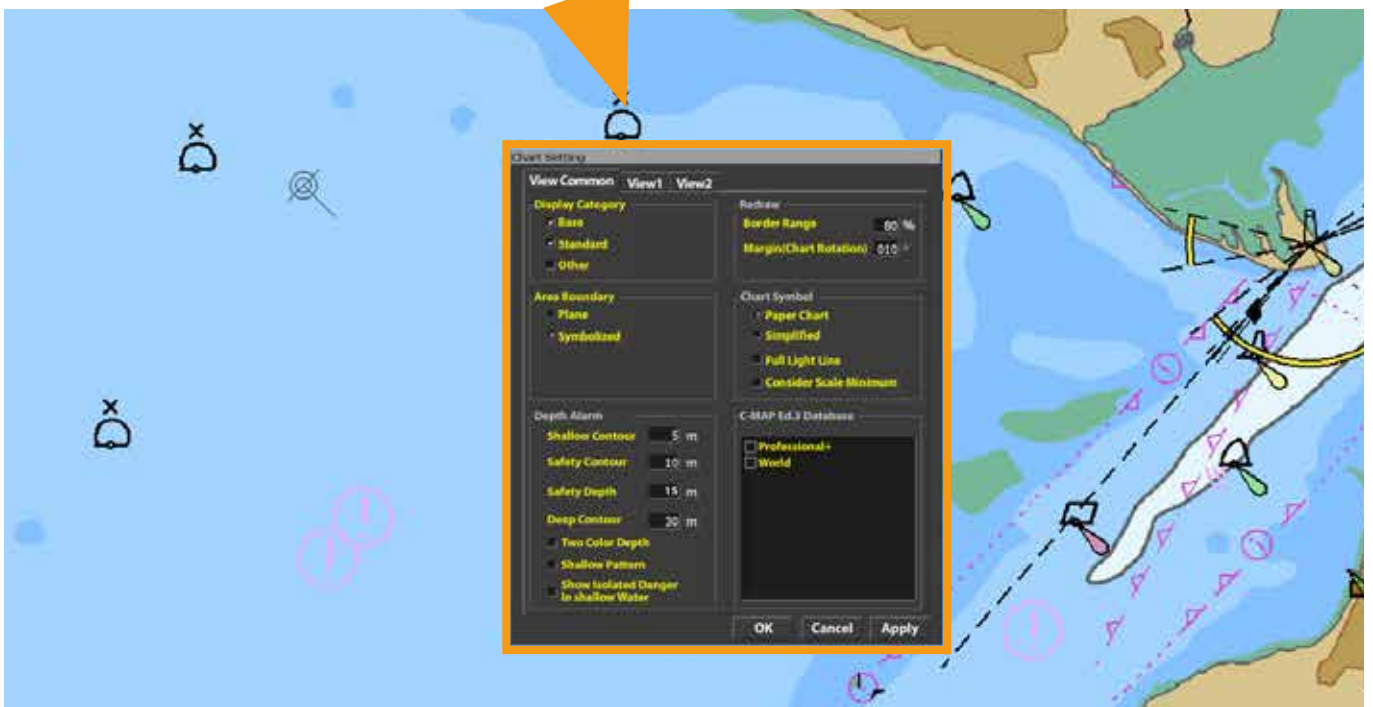 Chart Setting
View Common View1 View2
Display Category
Base
Standard
Other
Redraw
Border Range 80 %
Margin(Chart Rotation) 010 °
Area Boundary
Plane
Symbolized
Chart Symbol
Paper Chart
Simplified
Full Light Line
Consider Scale Minimum
Depth Alarm
Shallow Contour 5 m
Safety Contour 10 m
Safety Depth 15 m
Deep Contour 20 m
Two Color Depth
Shallow Pattern
Show Isolated Danger
In shallow Water
C-MAP Ed.3 Database
Professional+
World
OK Cancel Apply